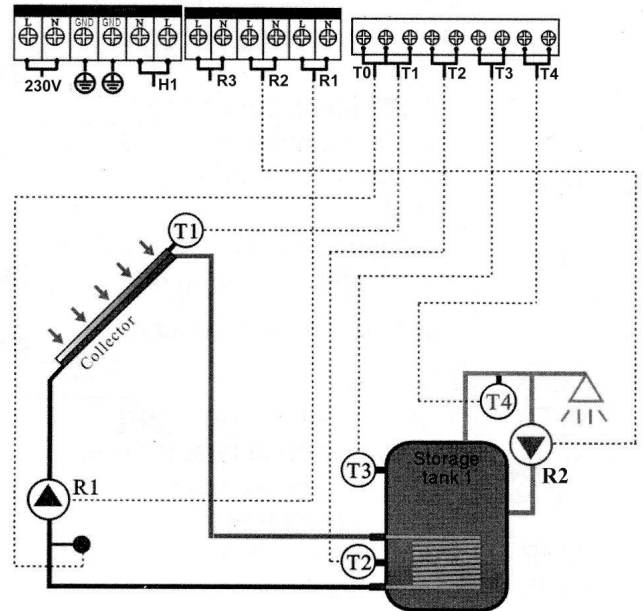 L N GND GND N L L N L N L N
230V H1 R3 R2 R1 T0 T1 T2 T3 T4
T1
Collector
T4
R1
T3
Storage
tank 1
R2
T2